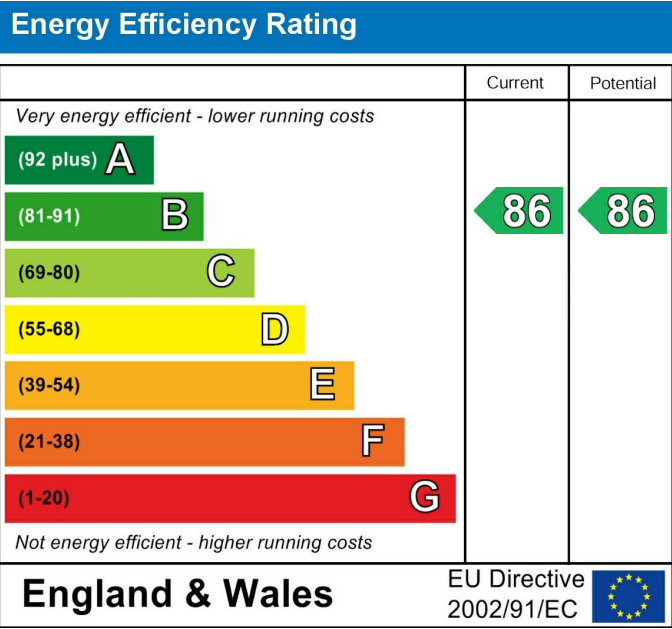 Energy Efficiency Rating
Current Potential
Very energy efficient - lower running costs
(92 plus) A
(81-91) B 86 86
(69-80) C
(55-68) D
(39-54) E
(21-38) F
(1-20) G
Not energy efficient - higher running costs
England & Wales
EU Directive
2002/91/EC